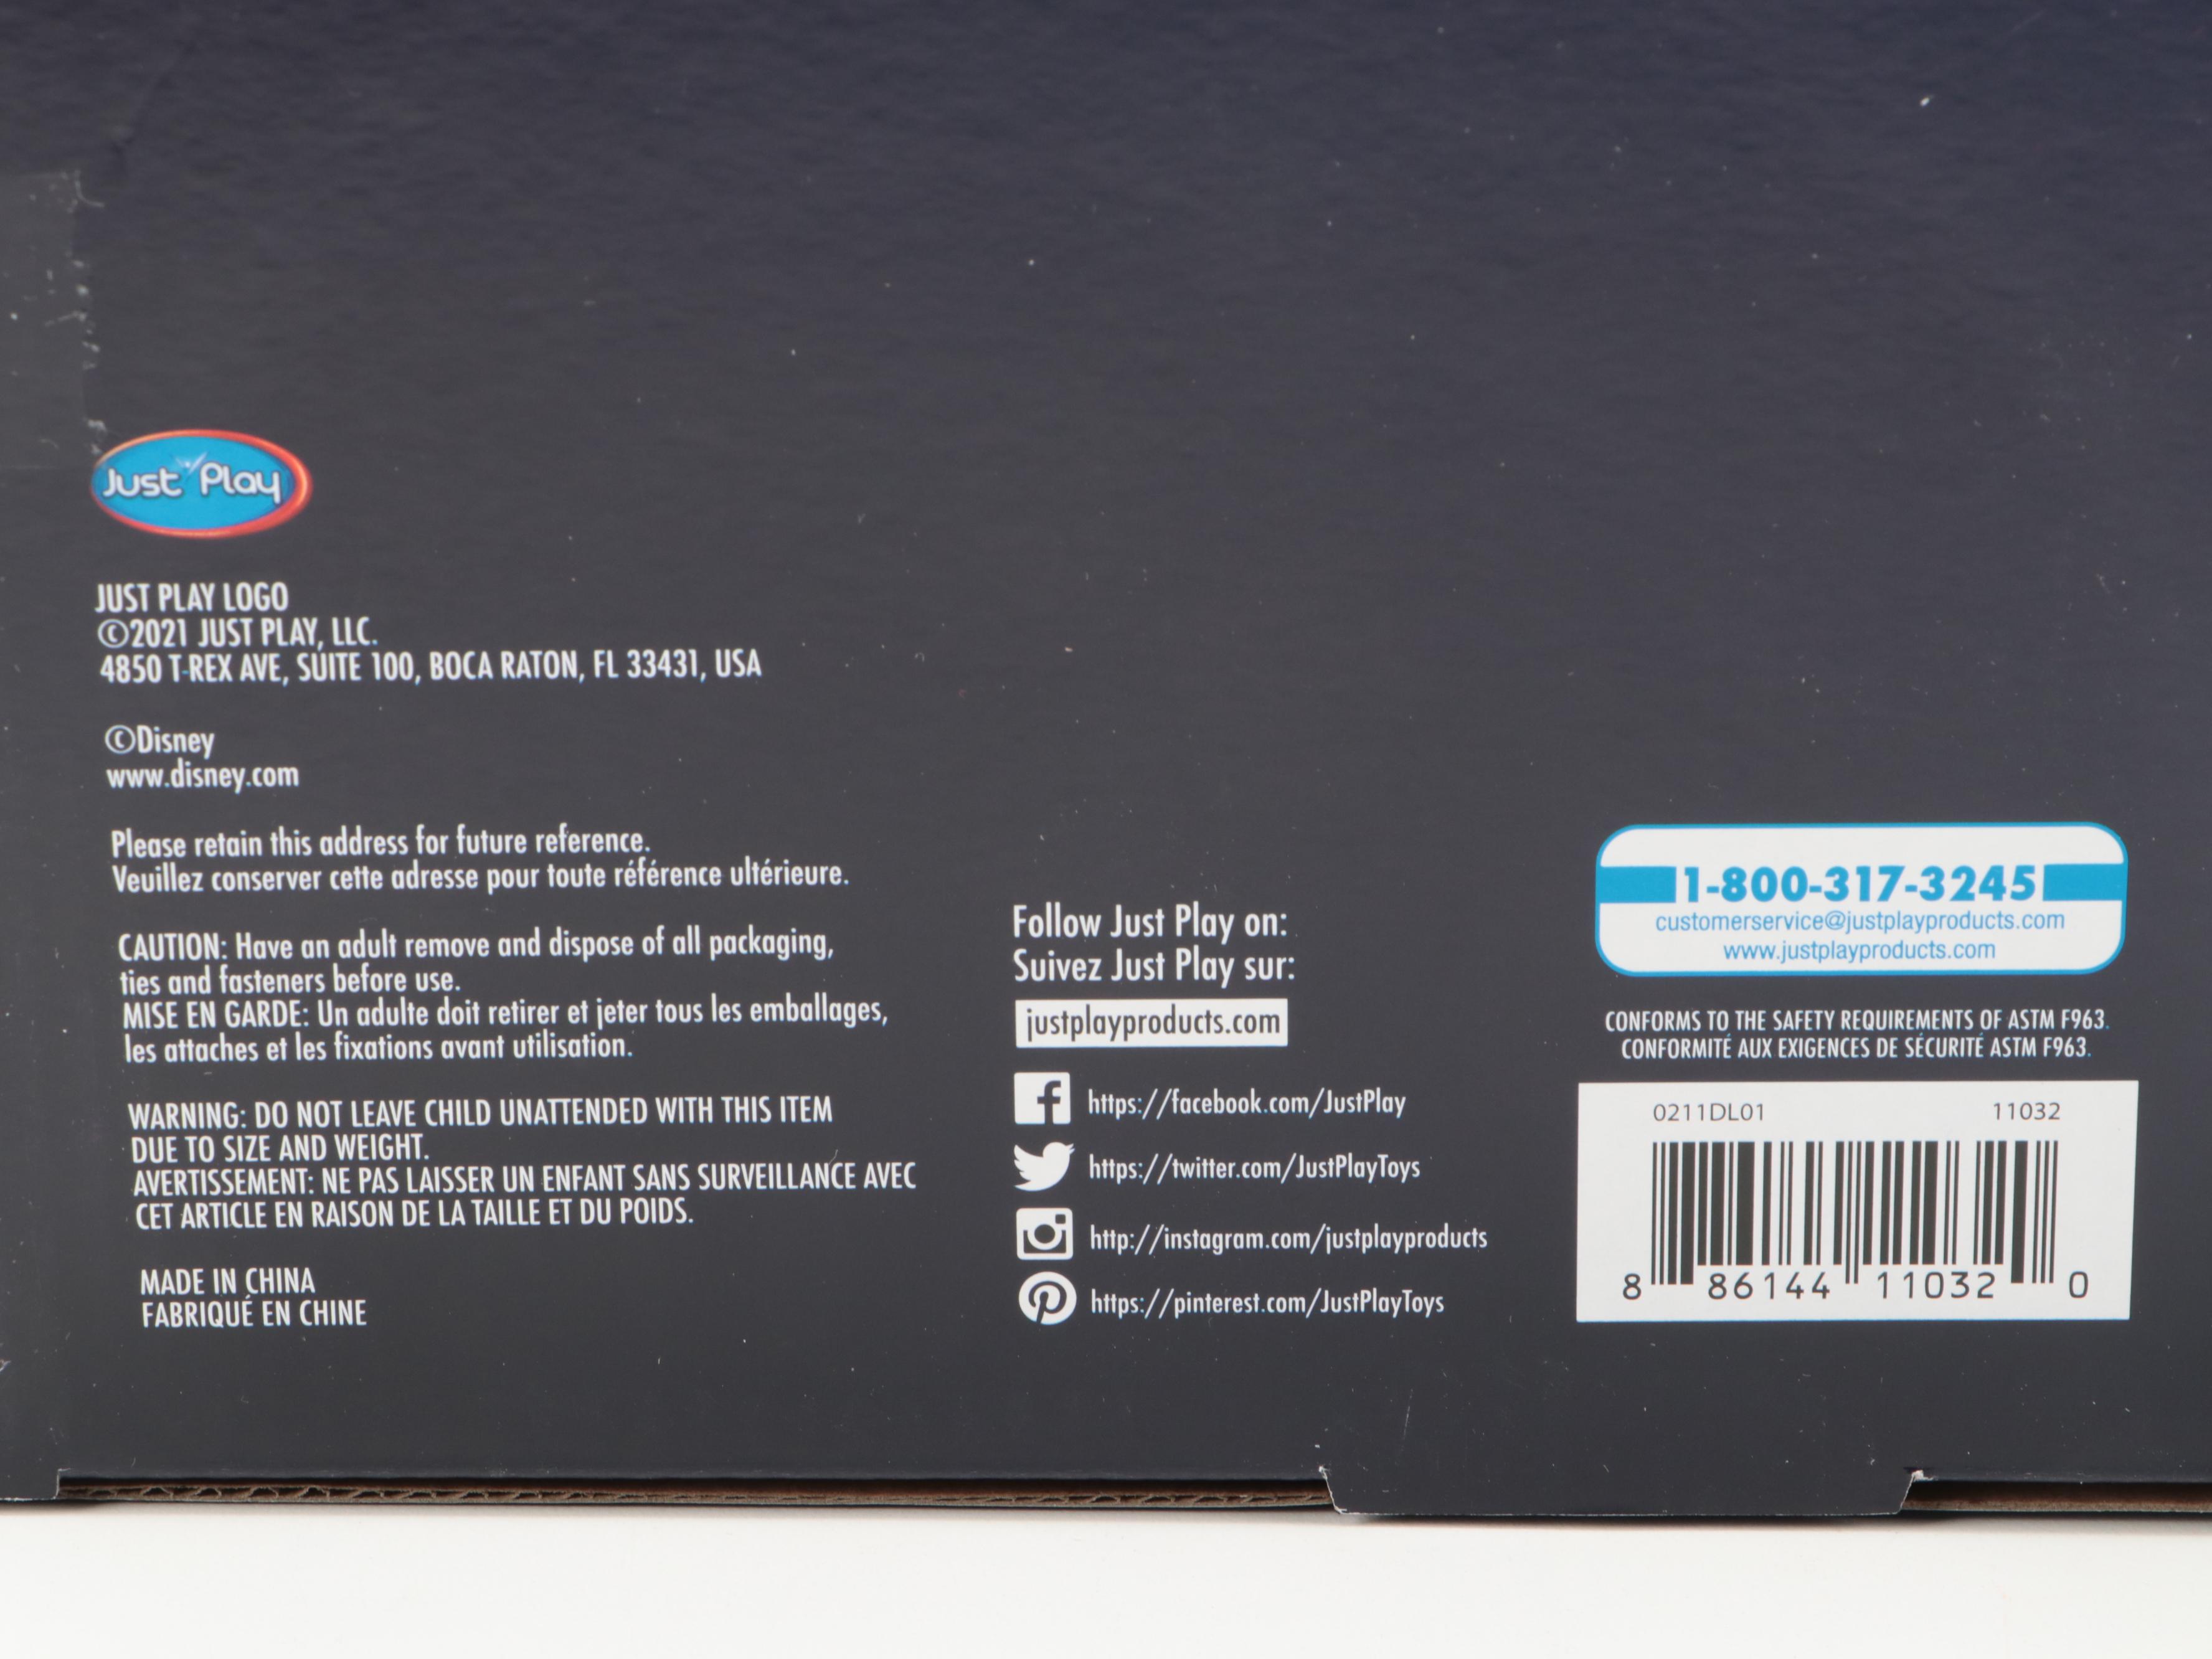 Just Play
JUST PLAY LOGO
©2021 JUST PLAY, LLC.
4850 T-REX AVE, SUITE 100, BOCA RATON, FL 33431, USA
©Disney
www.disney.com
Please retain this address for future reference.
Veuillez conserver cette adresse pour toute référence ultérieure.
CAUTION: Have an adult remove and dispose of all packaging,
ties and fasteners before use.
MISE EN GARDE: Un adulte doit retirer et jeter tous les emballages,
les attaches et les fixations avant utilisation.
WARNING: DO NOT LEAVE CHILD UNATTENDED WITH THIS ITEM
DUE TO SIZE AND WEIGHT.
AVERTISSEMENT: NE PAS LAISSER UN ENFANT SANS SURVEILLANCE AVEC
CET ARTICLE EN RAISON DE LA TAILLE ET DU POIDS.
MADE IN CHINA
FABRIQUÉ EN CHINE
Follow Just Play on:
Suivez Just Play sur:
justplayproducts.com
https://facebook.com/JustPlay
https://twitter.com/JustPlayToys
http://instagram.com/justplayproducts
https://pinterest.com/JustPlayToys
1-800-317-3245
customerservice@justplayproducts.com
www.justplayproducts.com
CONFORMS TO THE SAFETY REQUIREMENTS OF ASTM F963.
CONFORMITÉ AUX EXIGENCES DE SÉCURITÉ ASTM F963.
0211DL01 11032
8 86144 11032 0